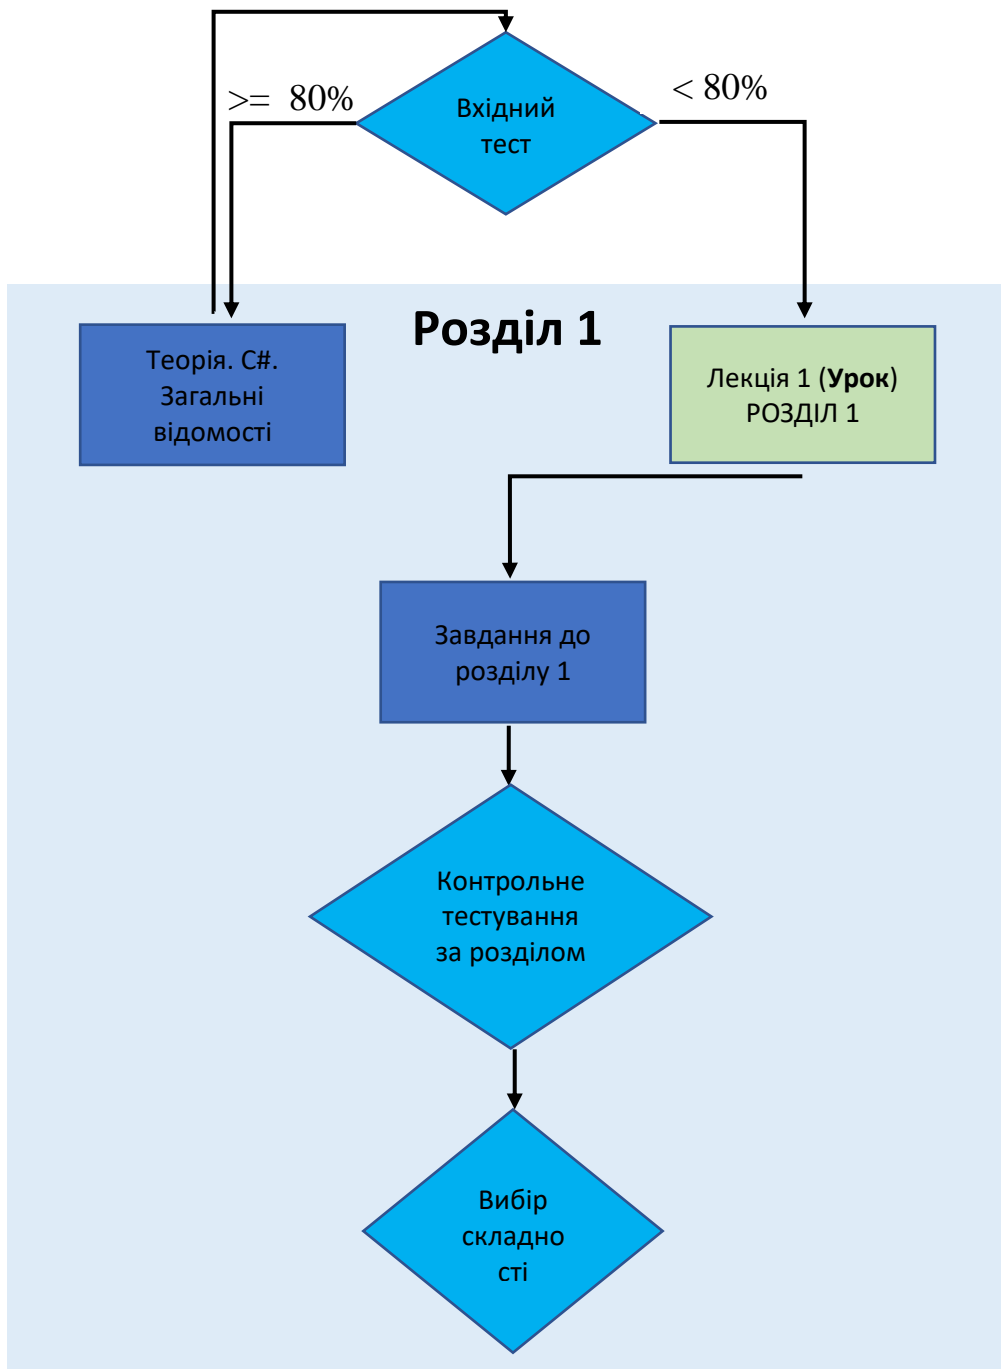 >= 80%
Вхідний
тест
< 80%
Розділ 1
Теорія. C#.
Загальні
відомості
Лекція 1 (Урок)
РОЗДІЛ 1
Завдання до
розділу 1
Контрольне
тестування
за розділом
Вибір
складно
сті